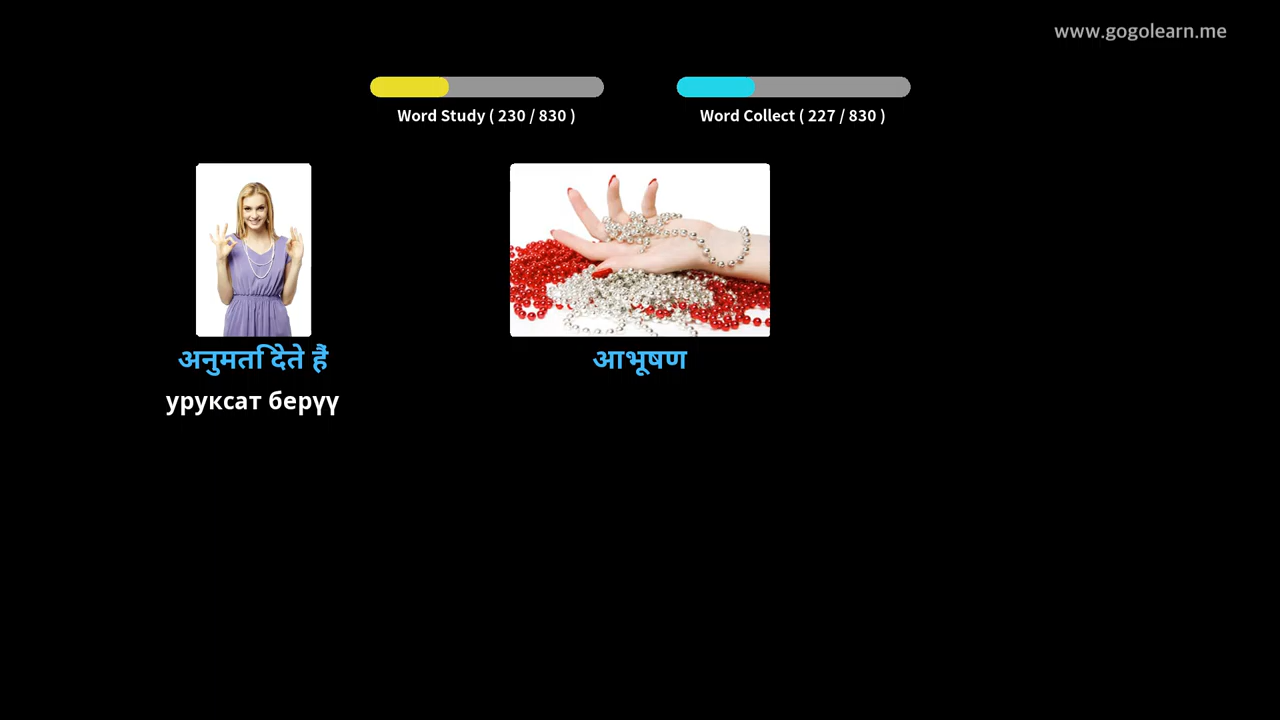 www.gogolearn.me
Word Study ( 230 / 830 )
Word Collect ( 227 / 830 )
अनुमति देते हैं
आभूषण
уруксат берүү